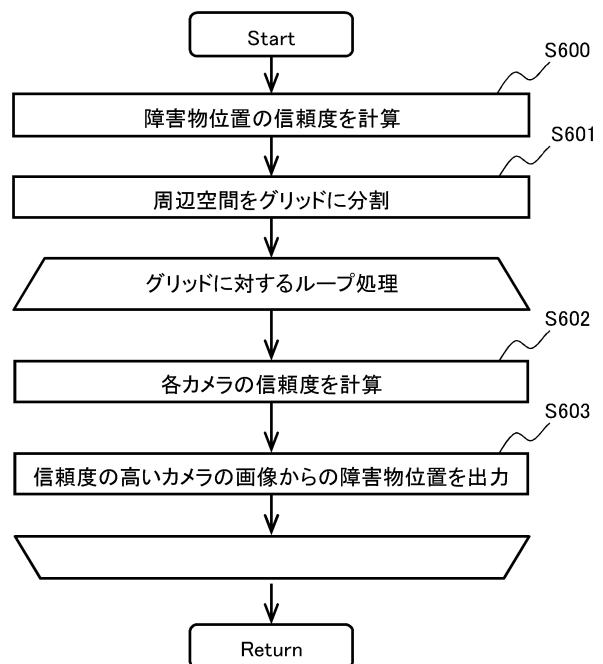 Start
S600
障害物位置の信頼度を計算
S601
周辺空間をグリッドに分割
グリッドに対するループ処理
S602
各カメラの信頼度を計算
S603
信頼度の高いカメラの画像からの障害物位置を出力
Return